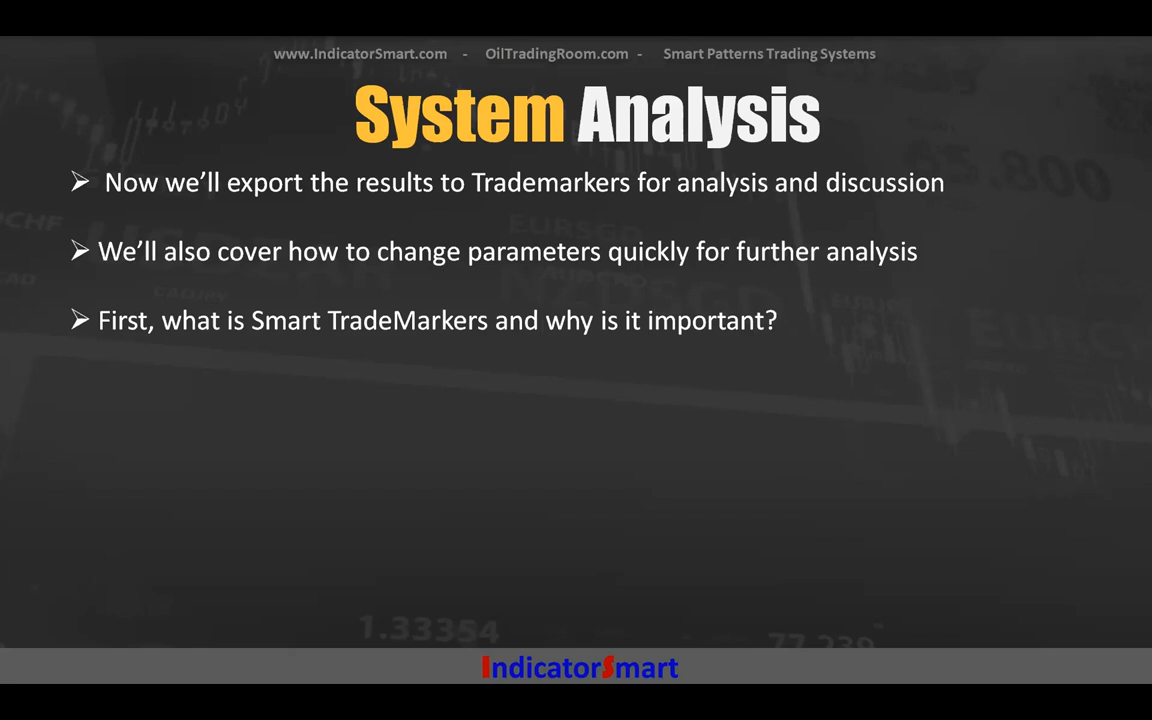 www.IndicatorSmart.com - OilTradingRoom.com - Smart Patterns Trading Systems
System Analysis
➢ Now we’ll export the results to Trademarkers for analysis and discussion
➢ We’ll also cover how to change parameters quickly for further analysis
➢ First, what is Smart TradeMarkers and why is it important?
1.33354
77.239
IndicatorSmart